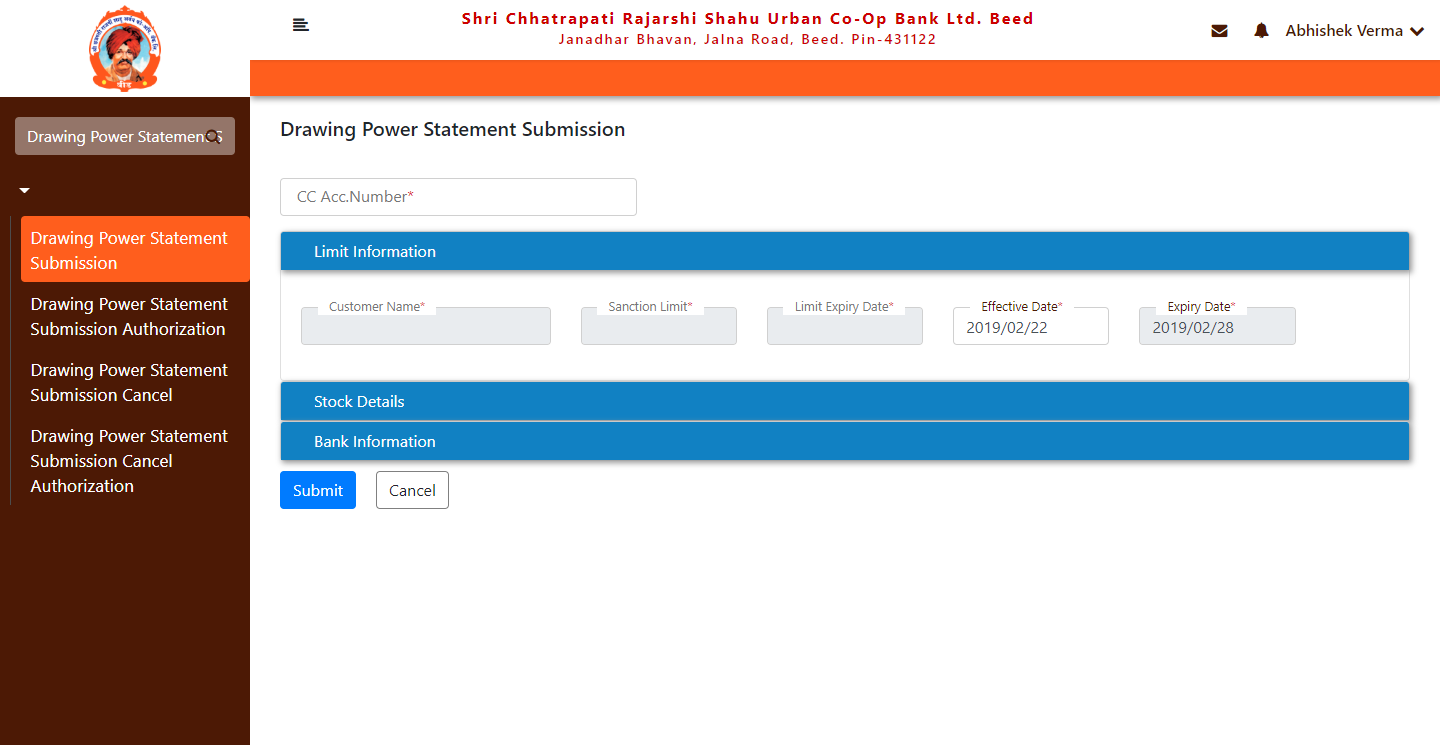 Shri Chhatrapati Rajarshi Shahu Urban Co-Op Bank Ltd. Beed
Janadhar Bhavan, Jalna Road, Beed. Pin-431122
Abhishek Verma
बीड
Drawing Power Statement S
Drawing Power Statement
Submission
Drawing Power Statement
Submission Authorization
Drawing Power Statement
Submission Cancel
Drawing Power Statement
Submission Cancel
Authorization
Drawing Power Statement Submission
CC Acc.Number*
Limit Information
Customer Name*
Sanction Limit*
Limit Expiry Date*
Effective Date*
Expiry Date*
2019/02/22
2019/02/28
Stock Details
Bank Information
Submit
Cancel